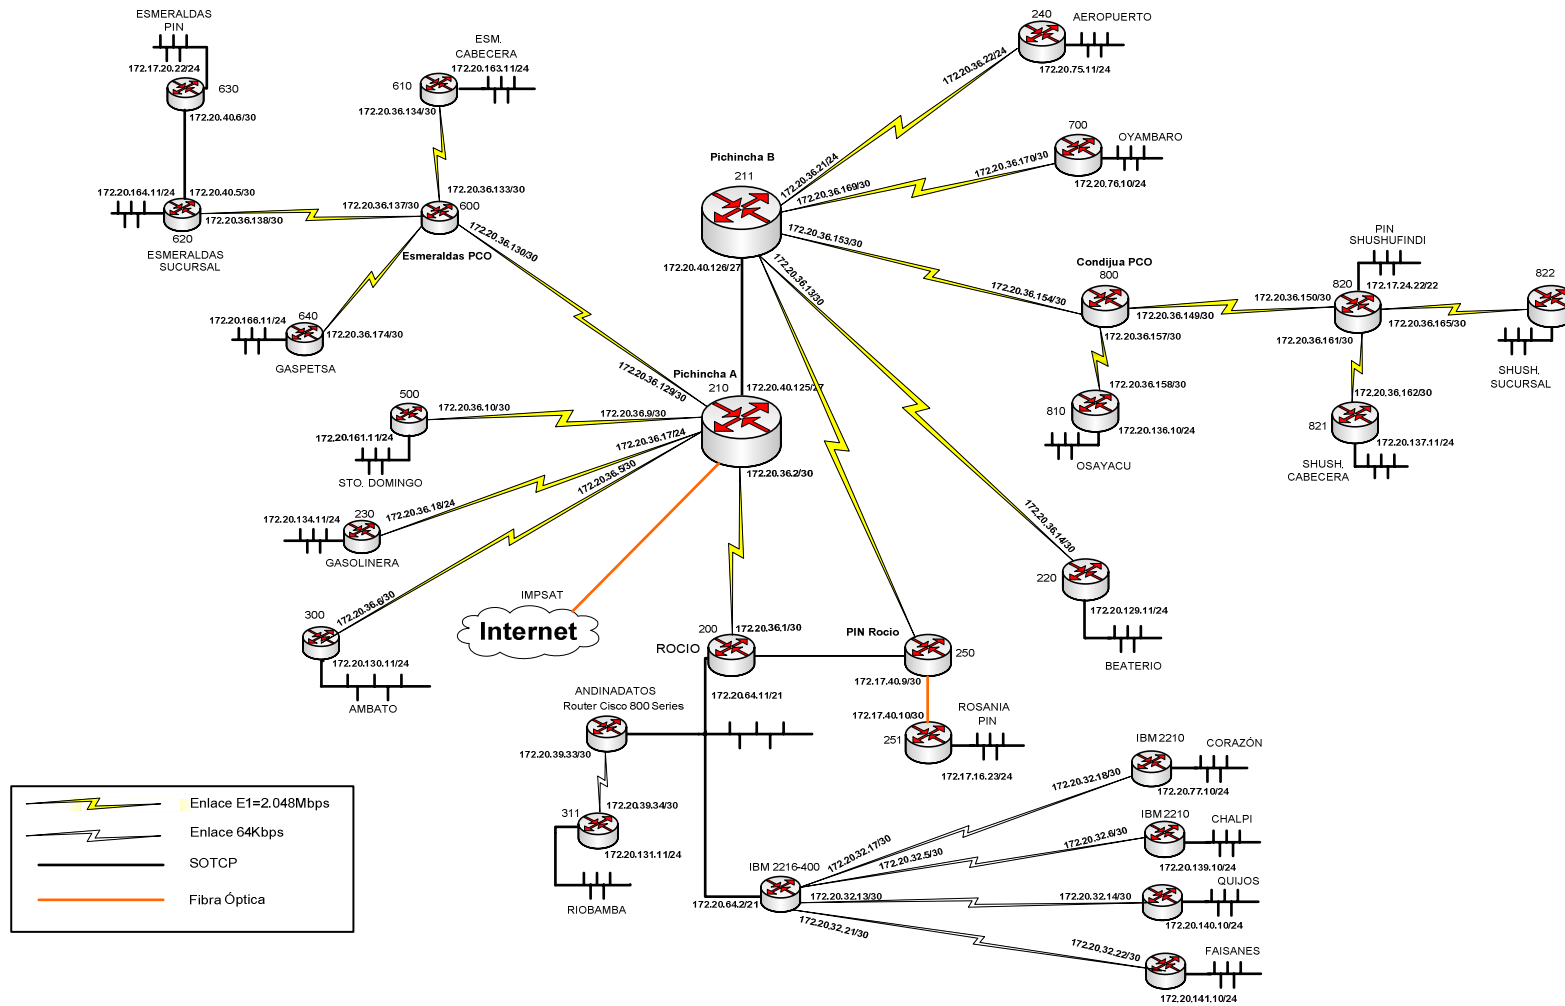 ESMERALDAS
PIN
172.17.20.22/24
630
172.20.40.6/30
ESM.
CABECERA
172.20.163.11/24
610
172.20.36.134/30
172.20.164.11/24
172.20.40.5/30
172.20.36.138/30
620
ESMERALDAS
SUCURSAL
172.20.36.133/30
172.20.36.137/30
600
172.20.36.130/30
Esmeraldas PCO
172.20.166.11/24
640
172.20.36.174/30
GASPETSA
172.20.36.129/30
500
172.20.36.10/30
172.20.36.9/30
172.20.161.11/24
STO. DOMINGO
172.20.36.17/24
172.20.36.5/30
172.20.36.18/24
172.20.134.11/24
230
GASOLINERA
300
172.20.36.6/30
172.20.130.11/24
AMBATO
Pichincha B
211
172.20.40.126/27
Pichincha A
210
172.20.40.125/27
172.20.36.2/30
240
AEROPUERTO
172.20.36.22/24
172.20.75.11/24
172.20.36.21/24
700
OYAMBARO
172.20.36.170/30
172.20.36.169/30
172.20.76.10/24
172.20.36.153/30
172.20.36.13/30
172.20.36.154/30
Condijua PCO
800
172.20.36.149/30
172.20.36.157/30
172.20.36.158/30
810
172.20.136.10/24
OSAYACU
PIN
SHUSHUFINDI
172.17.24.22/22
820
172.20.36.150/30
172.20.36.165/30
172.20.36.161/30
822
SHUSH.
SUCURSAL
172.20.36.162/30
821
172.20.137.11/24
SHUSH.
CABECERA
172.20.36.14/30
220
172.20.129.11/24
BEATERIO
IMPSAT
Internet
200
172.20.36.1/30
ROCIO
172.20.64.11/21
PIN Rocio
250
172.17.40.9/30
172.17.40.10/30
251
ROSANIA
PIN
172.17.16.23/24
ANDINADATOS
Router Cisco 800 Series
172.20.39.33/30
172.20.39.34/30
311
172.20.131.11/24
RIOBAMBA
IBM 2216-400
172.20.64.2/21
172.20.32.17/30
172.20.32.5/30
172.20.32.13/30
172.20.32.21/30
IBM 2210
CORAZÓN
172.20.32.18/30
172.20.77.10/24
IBM 2210
CHALPI
172.20.32.6/30
172.20.139.10/24
QUIJOS
172.20.32.14/30
172.20.140.10/24
FAISANES
172.20.32.22/30
172.20.141.10/24
Enlace E1=2.048Mbps
Enlace 64Kbps
SOTCP
Fibra Óptica